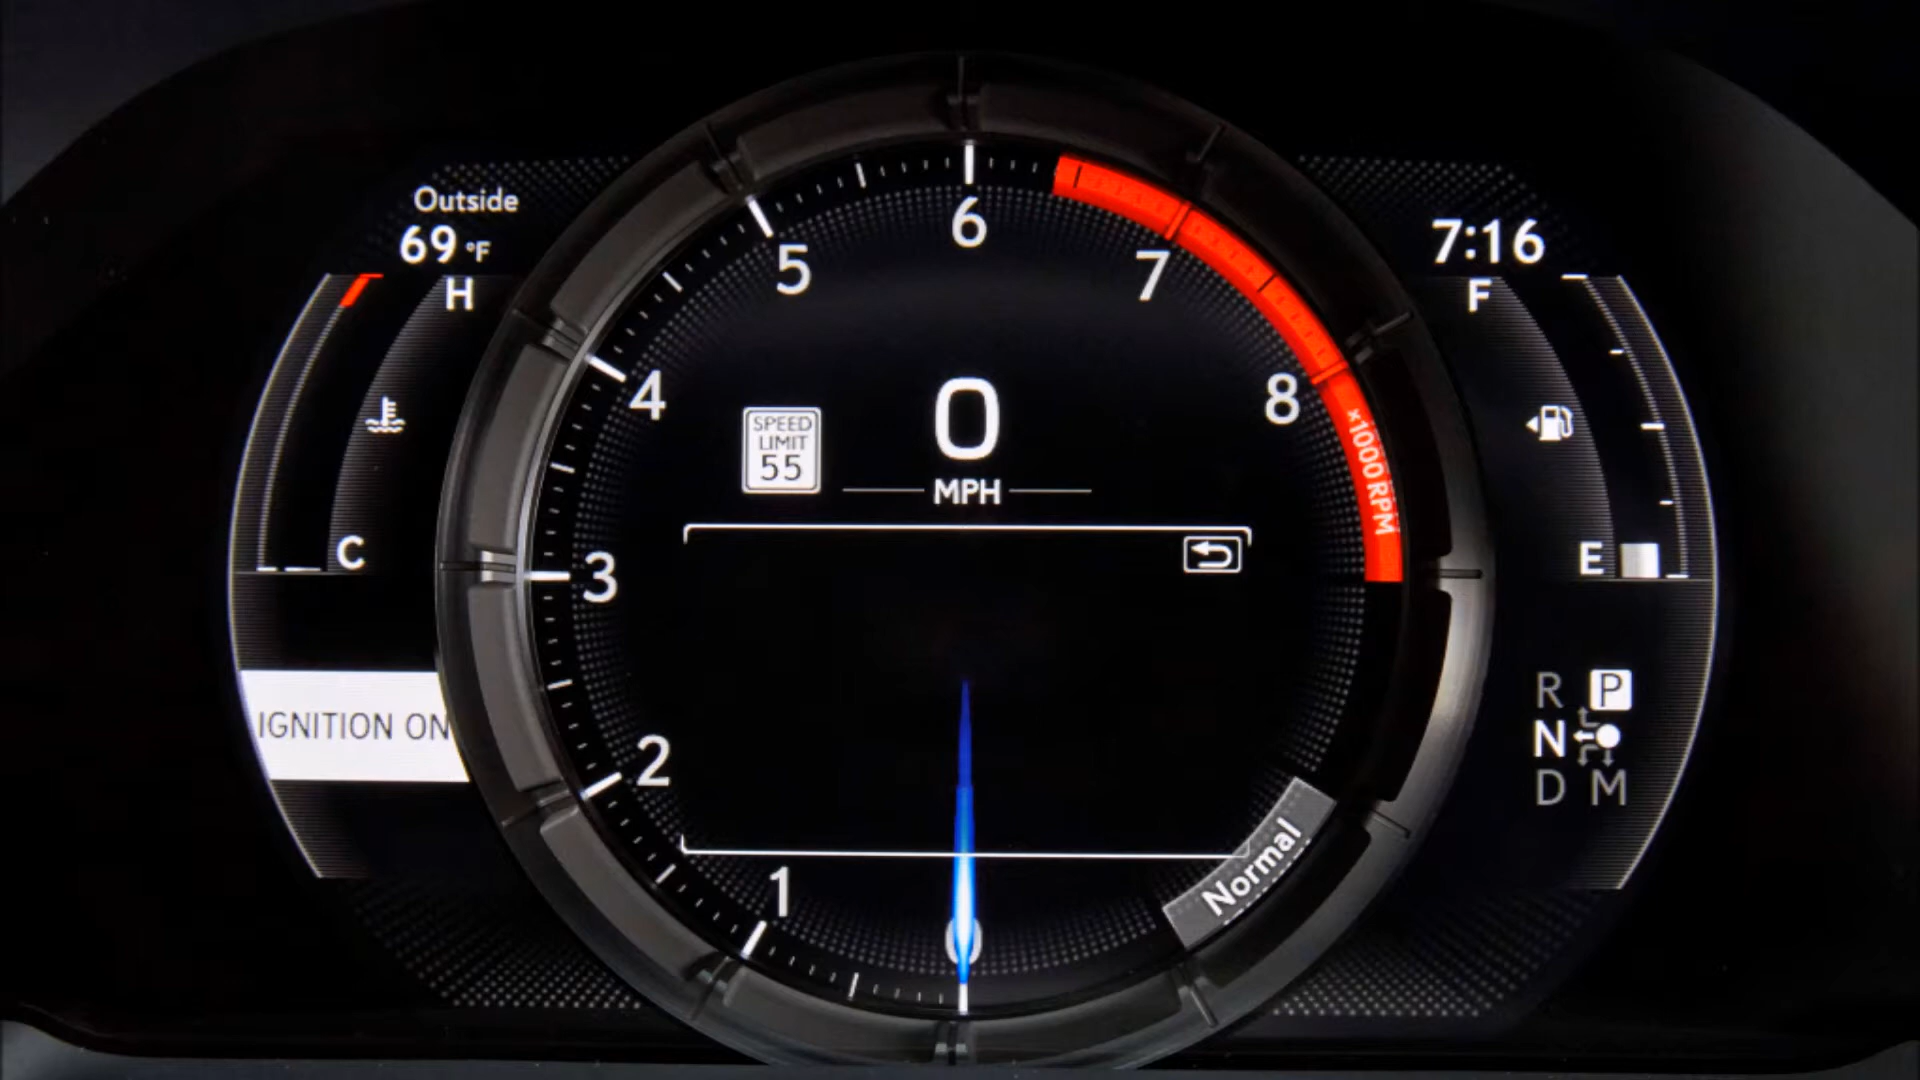 Outside
69 °F
H
C
IGNITION ON
0
1
2
3
4
5
6
7
8
×1000 RPM
SPEED
LIMIT
55
0
MPH
Normal
7:16
F
E
R P
N
D M